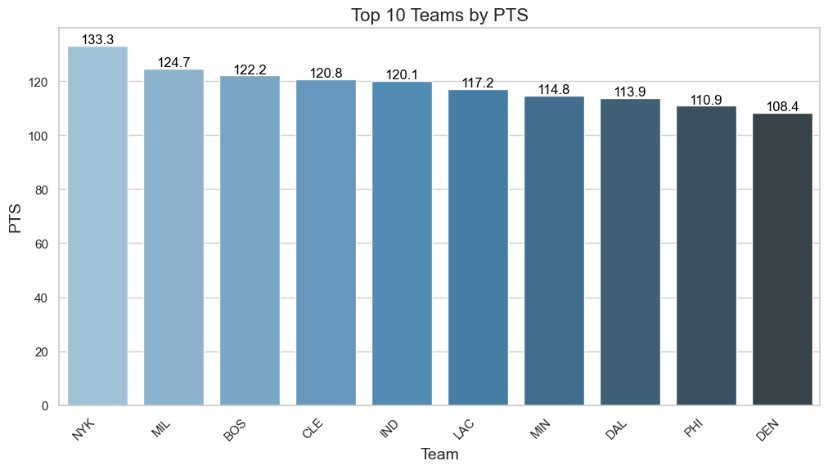 Top 10 Teams by PTS
133.3
124.7
122.2
120.8
120.1
117.2
114.8
113.9
110.9
108.4
PTS
120
100
80
60
40
20
0
NYK
MIL
BOS
CLE
IND
LAC
MIN
DAL
PHI
DEN
Team